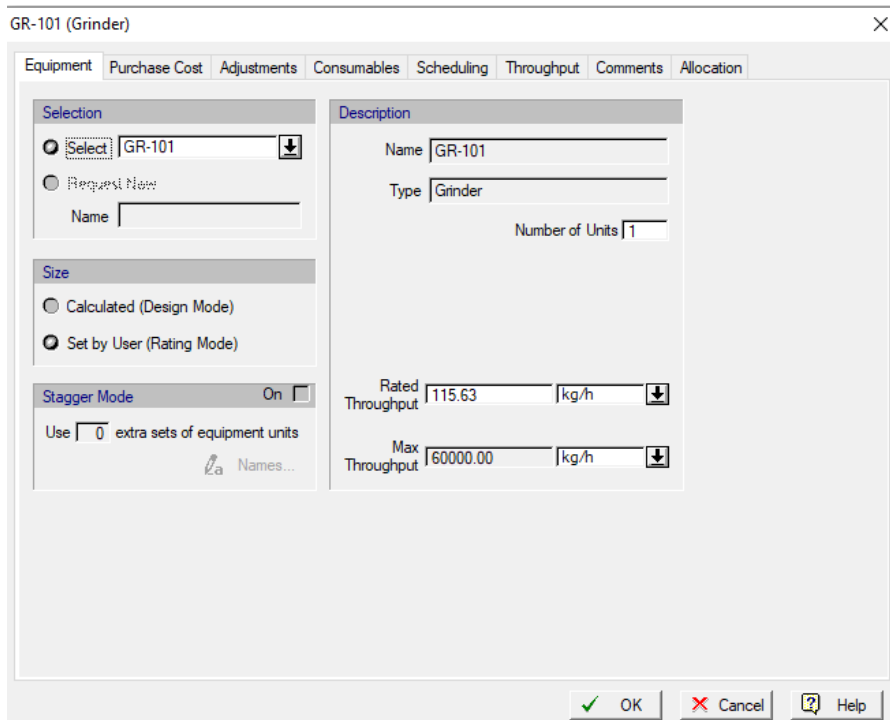 GR-101 (Grinder)
Equipment Purchase Cost Adjustments Consumables Scheduling Throughput Comments Allocation
Selection
Select GR-101
Request New
Name
Size
Calculated (Design Mode)
Set by User (Rating Mode)
Stagger Mode On
Use 0 extra sets of equipment units
Names...
Description
Name GR-101
Type Grinder
Number of Units 1
Rated
Throughput 115.63 kg/h
Max
Throughput 60000.00 kg/h
OK Cancel Help